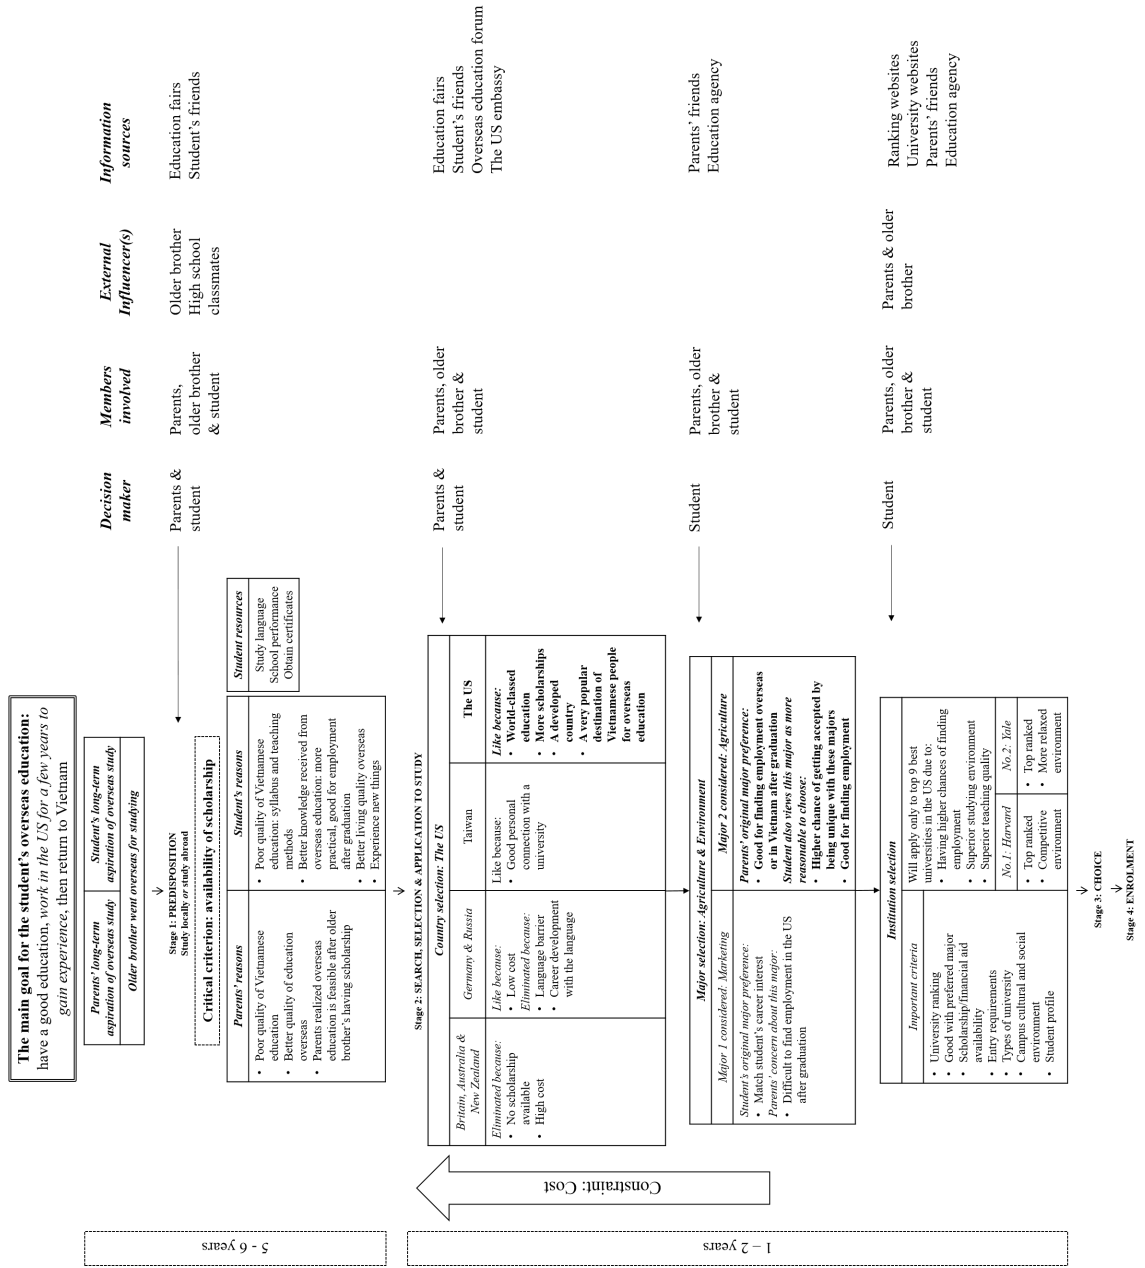 The main goal for the student's overseas education:
have a good education, work in the US for a few years to
gain experience, then return to Vietnam
Decision
maker
Members
involved
External
Influencer(s)
Information
sources
Parents' long-term
aspiration of overseas study
Student's long-term
aspiration of overseas study
Older brother went overseas for studying
5 - 6 years
Stage 1: PREDISPOSITION
Study locally or study abroad
Parents &
student
Parents,
older brother
& student
Older brother
High school
classmates
Education fairs
Student's friends
Critical criterion: availability of scholarship
Parents' reasons
• Poor quality of Vietnamese
education
• Better quality of education
overseas
• Parents realized overseas
education is feasible after older
brother's having scholarship
Student's reasons
• Poor quality of Vietnamese
education: syllabus and teaching
methods
• Better knowledge received from
overseas education: more
practical, good for employment
after graduation
• Better living quality overseas
• Experience new things
Student resources
Study language
School performance
Obtain certificates
1 – 2 years
Constraint: Cost
Stage 2: SEARCH, SELECTION & APPLICATION TO STUDY
Country selection: The US
Britain, Australia &
New Zealand
Eliminated because:
• No scholarship
available
• High cost
Germany & Russia
Like because:
• Low cost
Eliminated because:
• Language barrier
• Career development
with the language
Taiwan
Like because:
• Good personal
connection with a
university
The US
Like because:
• World-classed
education
• More scholarships
• A developed
country
• A very popular
destination of
Vietnamese people
for overseas
education
Parents &
student
Parents, older
brother &
student
Education fairs
Student's friends
Overseas education forum
The US embassy
Major selection: Agriculture & Environment
Major 1 considered: Marketing
Student's original major preference:
• Match student's career interest
Parents' concern about this major:
• Difficult to find employment in the US
after graduation
Major 2 considered: Agriculture
Parents' original major preference:
• Good for finding employment overseas
or in Vietnam after graduation
Student also views this major as more
reasonable to choose:
• Higher chance of getting accepted by
being unique with these majors
• Good for finding employment
Student
Parents, older
brother &
student
Parents' friends
Education agency
Institution selection
Important criteria
• University ranking
• Good with preferred major
• Scholarship/financial aid
availability
• Entry requirements
• Types of university
• Campus cultural and social
environment
• Student profile
Will apply only to top 9 best
universities in the US due to:
• Having higher chances of finding
employment
• Superior studying environment
• Superior teaching quality
No.1: Harvard
• Top ranked
• Competitive
environment
No.2: Yale
• Top ranked
• More relaxed
environment
Student
Parents, older
brother &
student
Parents & older
brother
Ranking websites
University websites
Parents' friends
Education agency
Stage 3: CHOICE
Stage 4: ENROLMENT